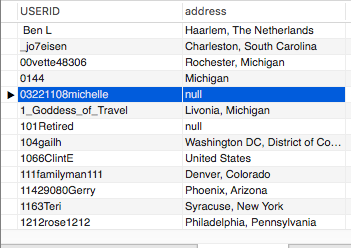 USERID address
Ben L Haarlem, The Netherlands
_jo7eisen Charleston, South Carolina
00vette48306 Rochester, Michigan
0144 Michigan
03221108michelle null
1_Goddess_of_Travel Livonia, Michigan
101Retired null
104gailh Washington DC, District of Co...
1066ClintE United States
111familyman111 Denver, Colorado
11429080Gerry Phoenix, Arizona
1163Teri Syracuse, New York
1212rose1212 Philadelphia, Pennsylvania